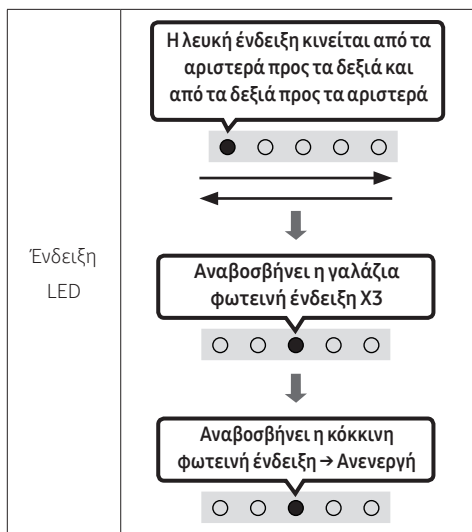 Η λευκή ένδειξη κινείται από τα
αριστερά προς τα δεξιά και
από τα δεξιά προς τα αριστερά
Ένδειξη
LED
Αναβοσβήνει η γαλάζια
φωτεινή ένδειξη X3
Αναβοσβήνει η κόκκινη
φωτεινή ένδειξη → Ανενεργή